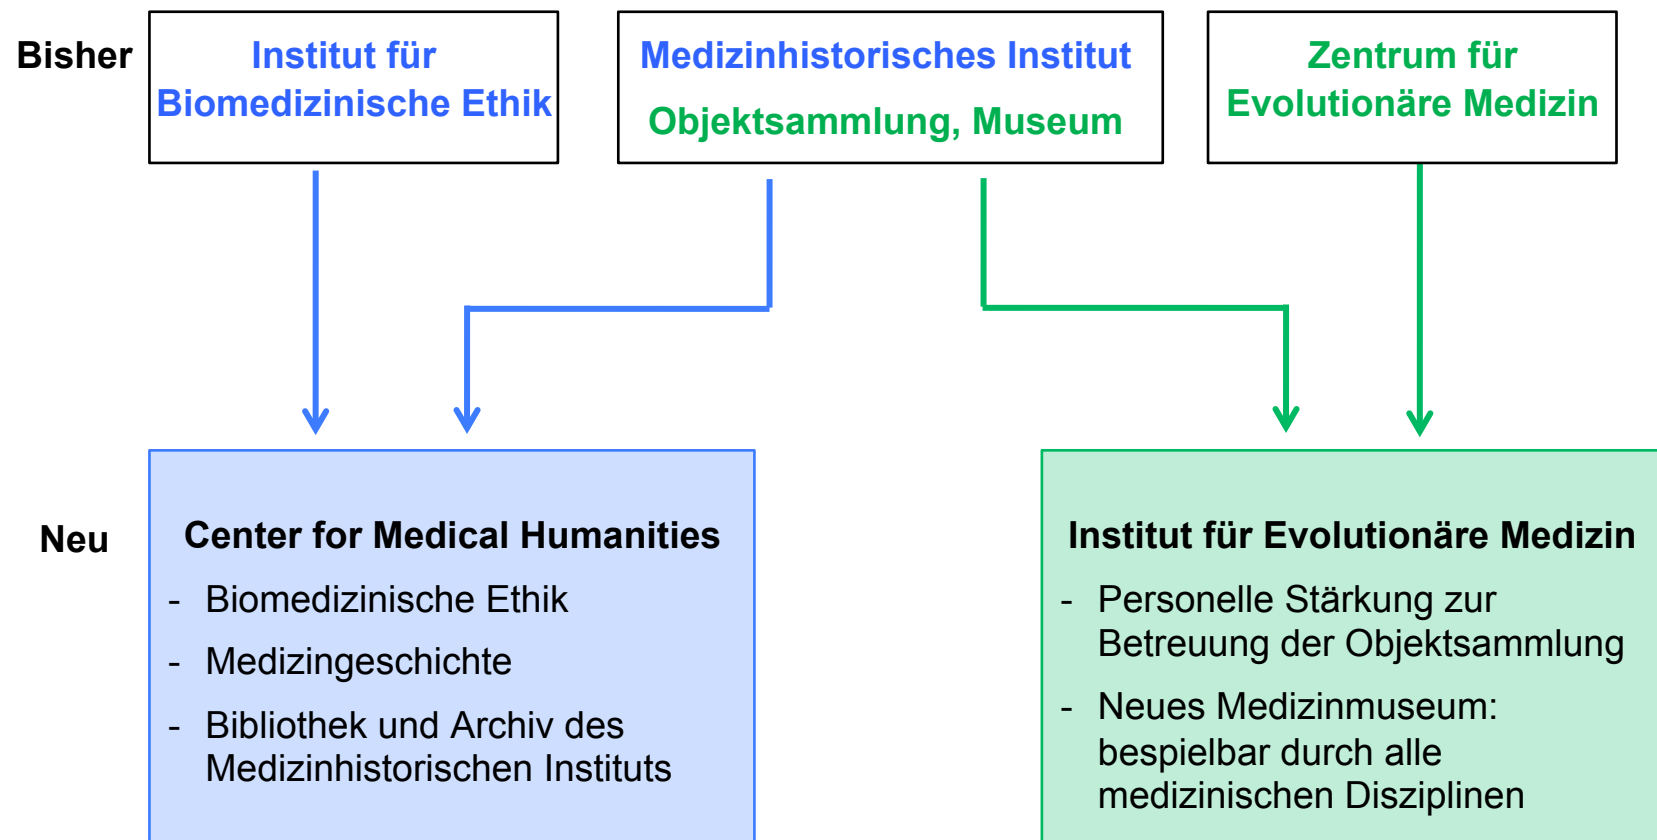 Bisher
Institut für
Biomedizinische Ethik
Medizinhistorisches Institut
Objektsammlung, Museum
Zentrum für
Evolutionäre Medizin
Neu
Center for Medical Humanities
- Biomedizinische Ethik
- Medizingeschichte
- Bibliothek und Archiv des
Medizinhistorischen Instituts
Institut für Evolutionäre Medizin
- Personelle Stärkung zur
Betreuung der Objektsammlung
- Neues Medizinmuseum:
bespielbar durch alle
medizinischen Disziplinen